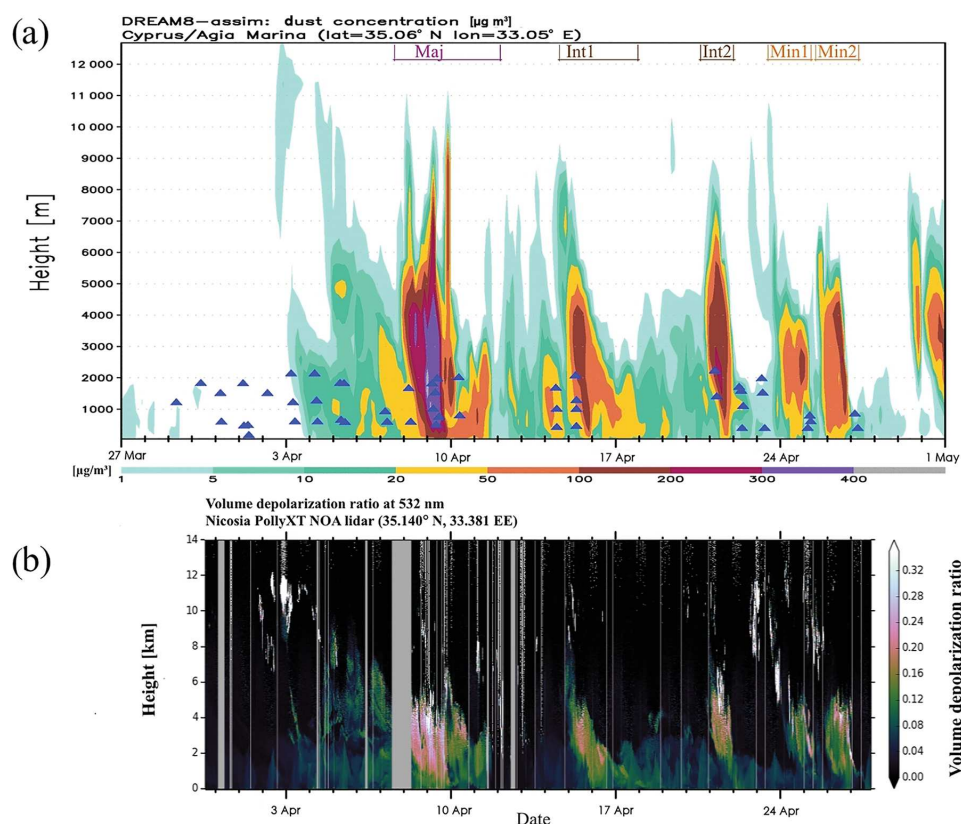 (a)
DREAM8-assim: dust concentration [µg m³]
Cyprus/Agia Marina (lat=35.06° N lon=33.05° E)
Maj Int1 Int2 Min1 Min2
12 000
11 000
10 000
9000
8000
7000
6000
5000
4000
3000
2000
1000
Height [m]
27 Mar 3 Apr 10 Apr 17 Apr 24 Apr 1 May
[µg/m³]
1 5 10 20 50 100 200 300 400
Volume depolarization ratio at 532 nm
Nicosia PollyXT NOA lidar (35.140° N, 33.381 EE)
(b)
14
12
10
8
6
4
2
0
Height [km]
3 Apr 10 Apr 17 Apr 24 Apr
Date
0.32
0.28
0.24
0.20
0.16
0.12
0.08
0.04
0.00
Volume depolarization ratio